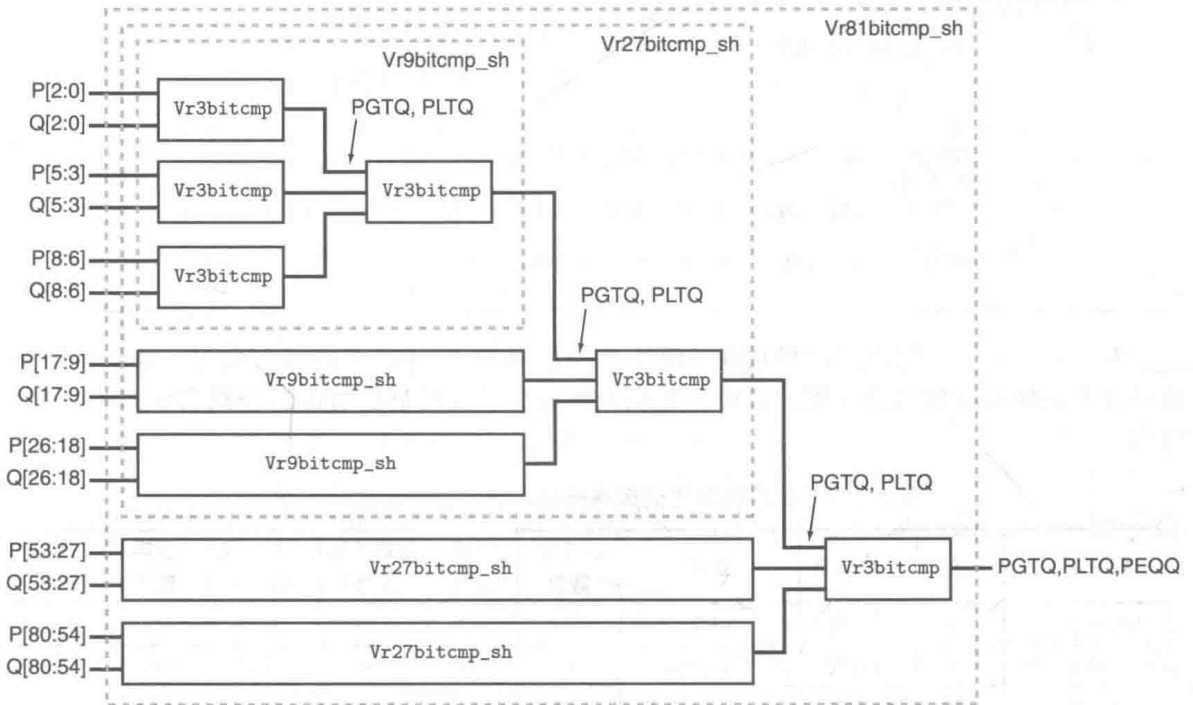 Vr81bitcmp_sh
Vr27bitcmp_sh
Vr9bitcmp_sh
P[2:0]
Q[2:0]
Vr3bitcmp
PGTQ, PLTQ
P[5:3]
Q[5:3]
Vr3bitcmp
Vr3bitcmp
P[8:6]
Q[8:6]
Vr3bitcmp
PGTQ, PLTQ
P[17:9]
Q[17:9]
Vr9bitcmp_sh
Vr3bitcmp
P[26:18]
Q[26:18]
Vr9bitcmp_sh
PGTQ, PLTQ
P[53:27]
Q[53:27]
Vr27bitcmp_sh
Vr3bitcmp
PGTQ,PLTQ,PEQQ
P[80:54]
Q[80:54]
Vr27bitcmp_sh